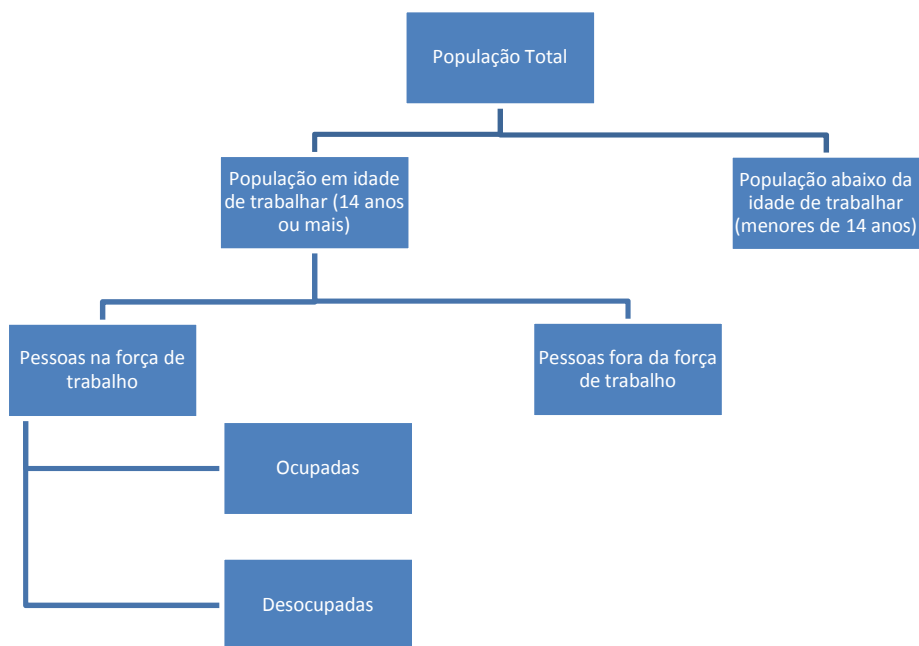 População Total
População em idade
de trabalhar (14 anos
ou mais)
População abaixo da
idade de trabalhar
(menores de 14 anos)
Pessoas na força de
trabalho
Pessoas fora da força
de trabalho
Ocupadas
Desocupadas